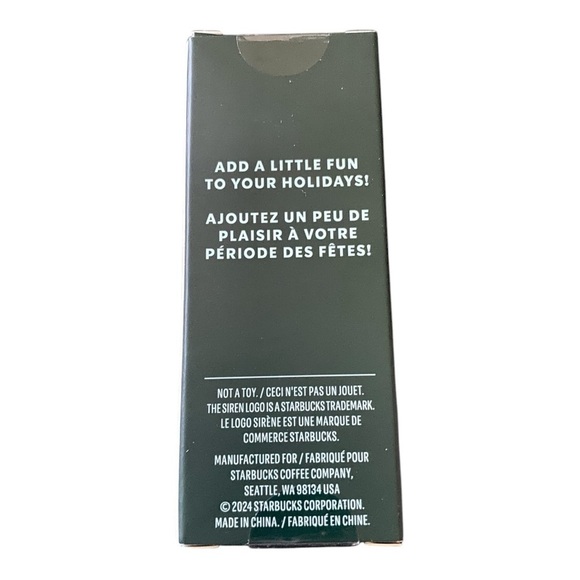 ADD A LITTLE FUN
TO YOUR HOLIDAYS!
AJOUTEZ UN PEU DE
PLAISIR À VOTRE
PÉRIODE DES FÊTES!
NOT A TOY. / CECI N'EST PAS UN JOUET.
THE SIREN LOGO IS A STARBUCKS TRADEMARK.
LE LOGO SIRÈNE EST UNE MARQUE DE
COMMERCE STARBUCKS.
MANUFACTURED FOR / FABRIQUÉ POUR
STARBUCKS COFFEE COMPANY,
SEATTLE, WA 98134 USA
© 2024 STARBUCKS CORPORATION.
MADE IN CHINA. / FABRIQUÉ EN CHINE.